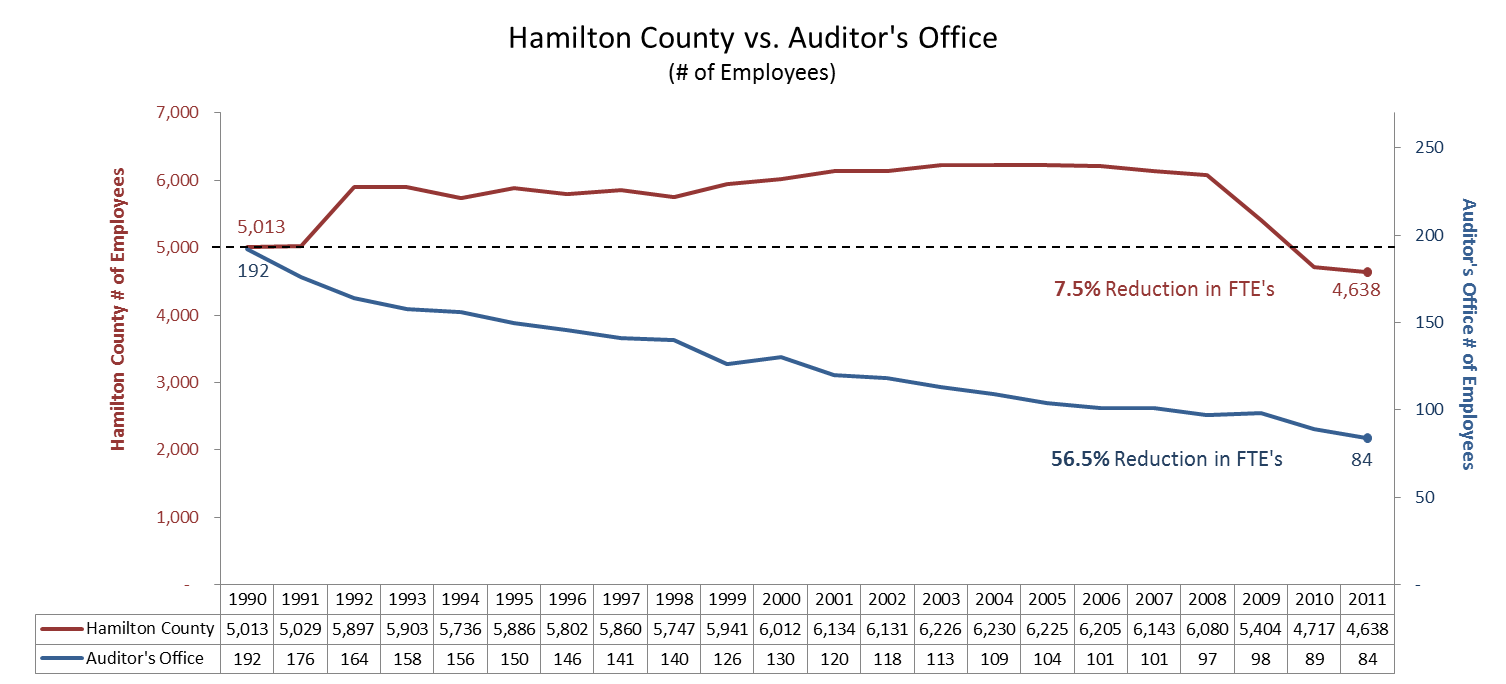 Hamilton County vs. Auditor's Office
(# of Employees)
7,000
6,000
5,000
4,000
3,000
2,000
1,000
-
Hamilton County # of Employees
250
200
150
100
50
-
Auditor's Office # of Employees
5,013
192
7.5% Reduction in FTE's
4,638
56.5% Reduction in FTE's
84
1990 1991 1992 1993 1994 1995 1996 1997 1998 1999 2000 2001 2002 2003 2004 2005 2006 2007 2008 2009 2010 2011
Hamilton County 5,013 5,029 5,897 5,903 5,736 5,886 5,802 5,860 5,747 5,941 6,012 6,134 6,131 6,226 6,230 6,225 6,205 6,143 6,080 5,404 4,717 4,638
Auditor's Office 192 176 164 158 156 150 146 141 140 126 130 120 118 113 109 104 101 101 97 98 89 84